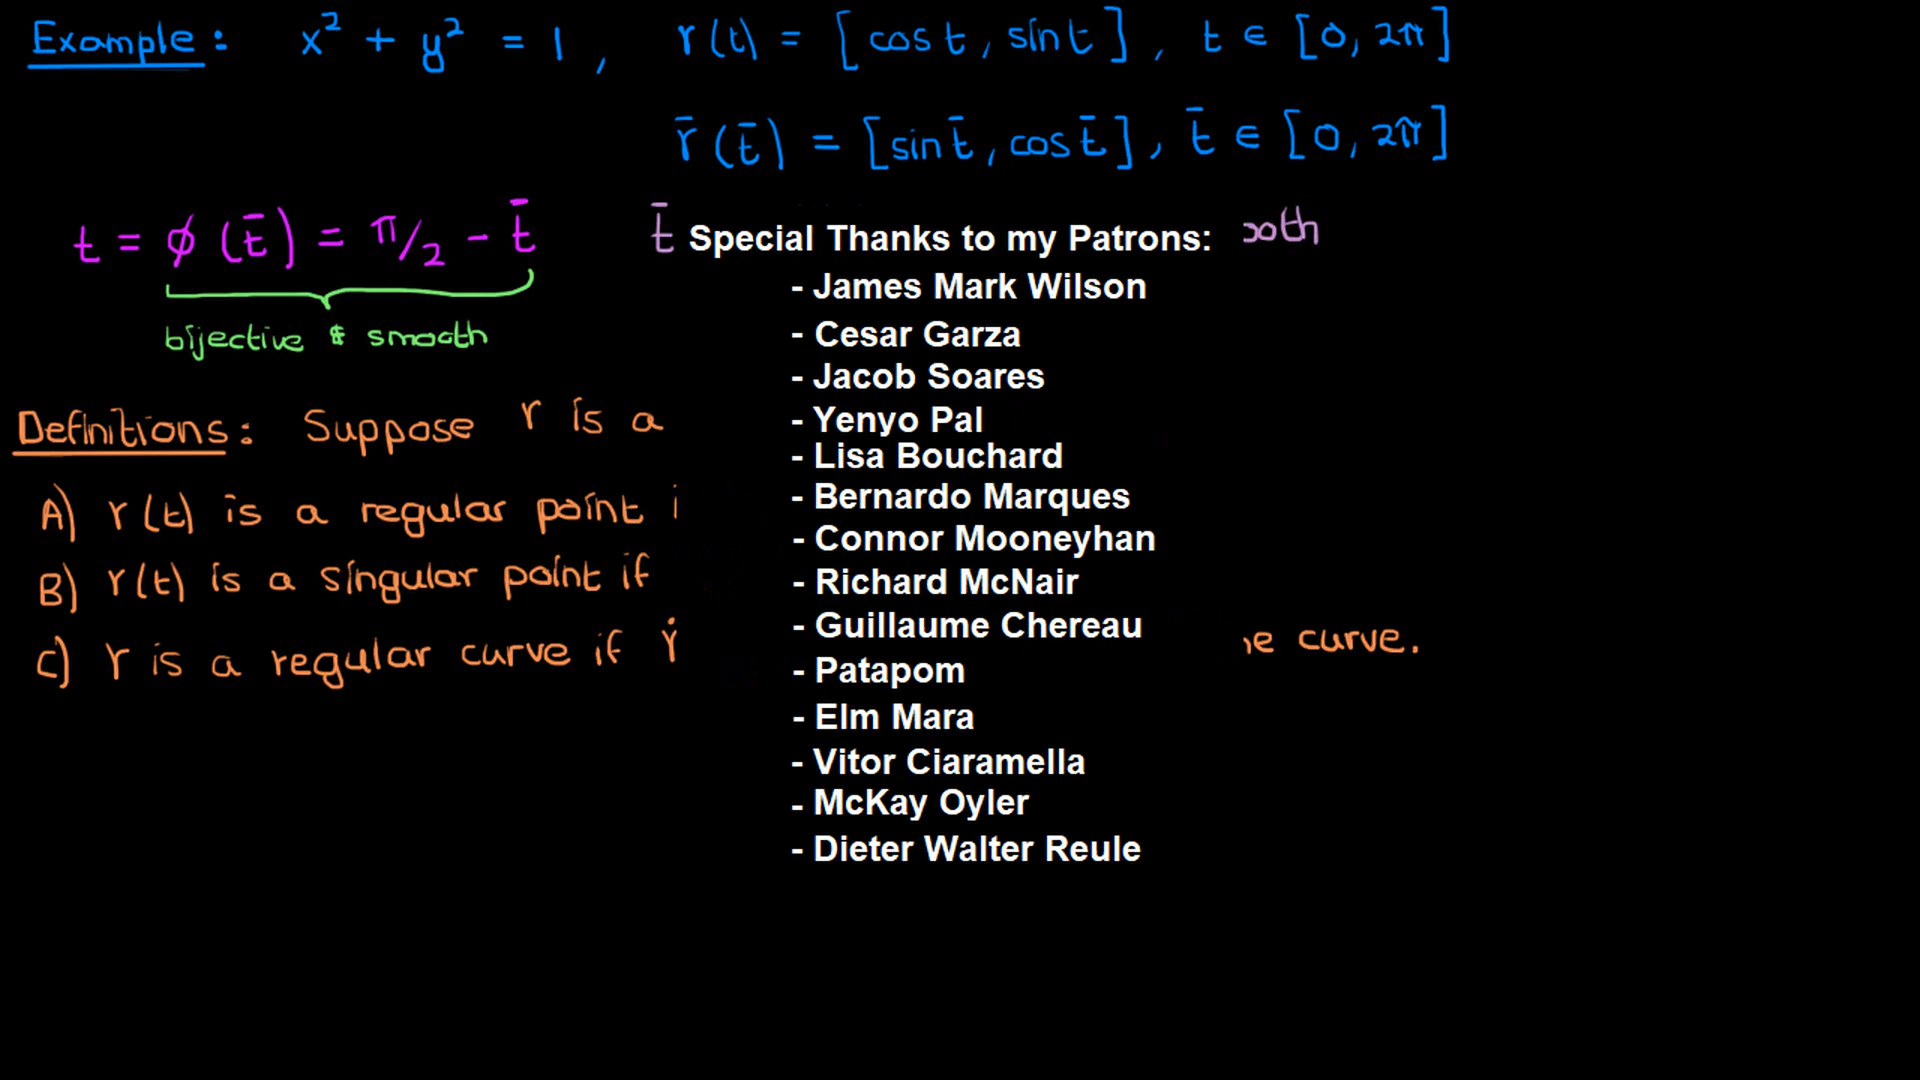 Example: x² + y² = 1, r(t) = [cos t, sin t], t ∈ [0, 2π]
r̄(t̄) = [sin t̄, cos t̄], t̄ ∈ [0, 2π]
t = ϕ(t̄) = π/2 - t̄
t̄
bijective & smooth
Special Thanks to my Patrons:
- James Mark Wilson
- Cesar Garza
- Jacob Soares
- Yenyo Pal
- Lisa Bouchard
- Bernardo Marques
- Connor Mooneyhan
- Richard McNair
- Guillaume Chereau
- Patapom
- Elm Mara
- Vitor Ciaramella
- McKay Oyler
- Dieter Walter Reule
Definitions: Suppose r is a
A) r(t) is a regular point
B) r(t) is a singular point if
C) r is a regular curve if ṙ
curve.